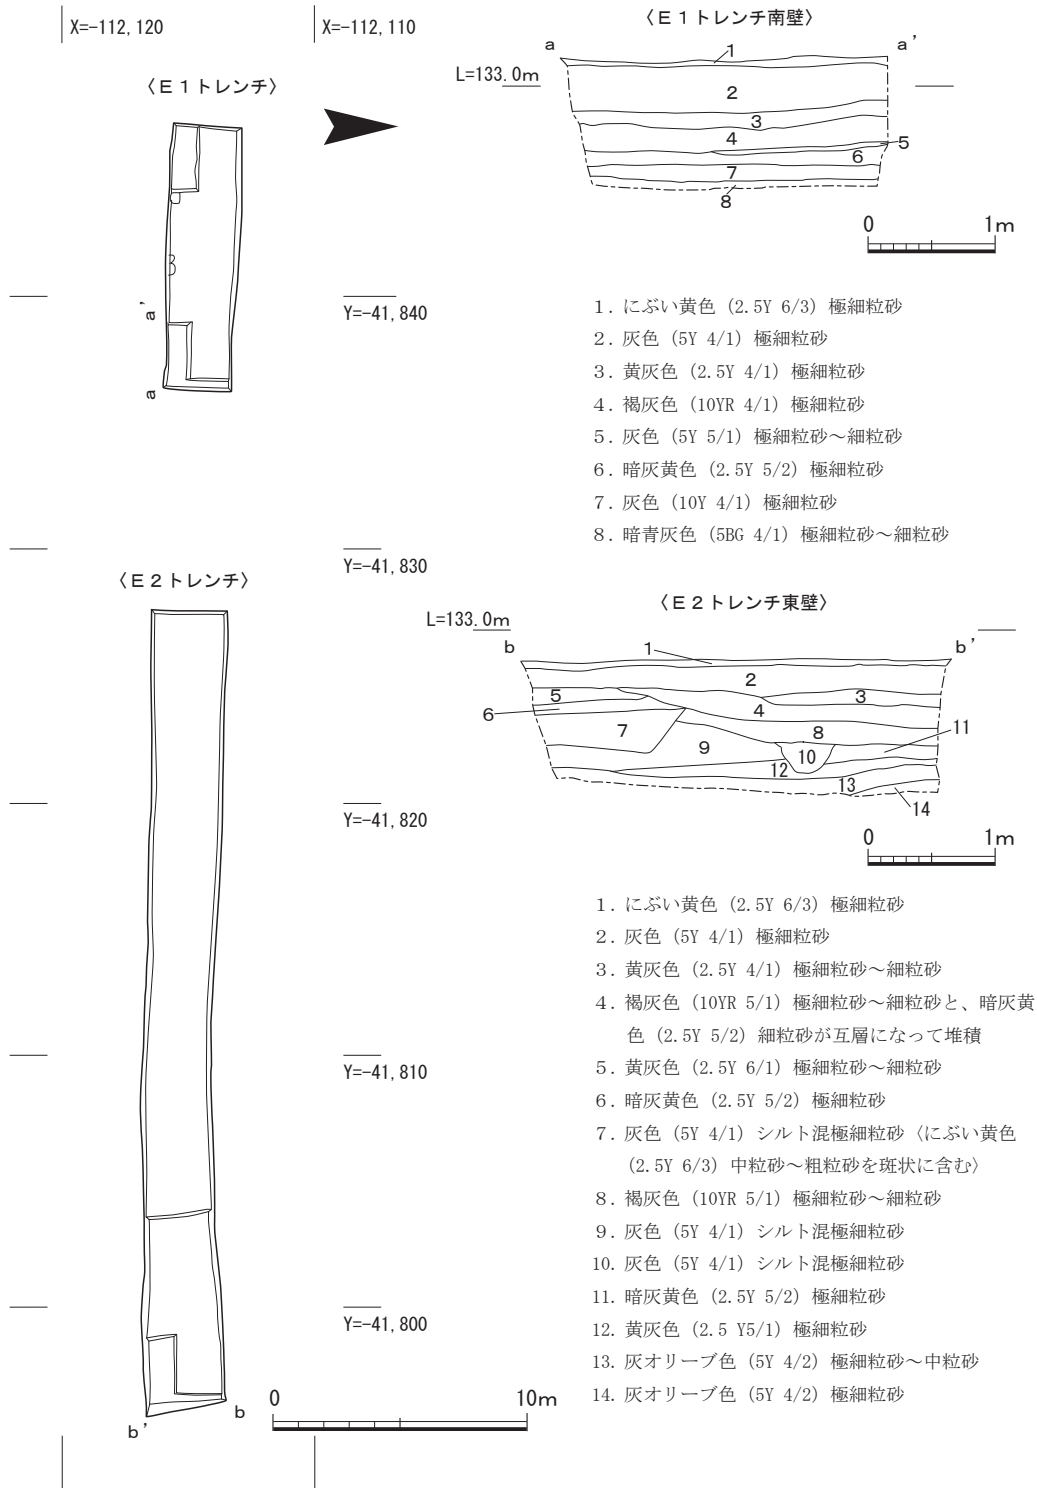 X=-112,120
X=-112,110
〈E1トレンチ〉
〈E1トレンチ南壁〉
a
a’
L=133.0m
1
2
3
4
5
6
7
8
0 1m
a’
a
Y=-41,840
1. にぶい黄色（2.5Y 6/3）極細粒砂
2. 灰色（5Y 4/1）極細粒砂
3. 黄灰色（2.5Y 4/1）極細粒砂
4. 褐灰色（10YR 4/1）極細粒砂
5. 灰色（5Y 5/1）極細粒砂～細粒砂
6. 暗灰黄色（2.5Y 5/2）極細粒砂
7. 灰色（10Y 4/1）極細粒砂
8. 暗青灰色（5BG 4/1）極細粒砂～細粒砂
Y=-41,830
〈E2トレンチ〉
〈E2トレンチ東壁〉
L=133.0m
b
b’
1
2
3
4
5
6
7
8
9
10
11
12
13
14
0 1m
Y=-41,820
Y=-41,810
Y=-41,800
1. にぶい黄色（2.5Y 6/3）極細粒砂
2. 灰色（5Y 4/1）極細粒砂
3. 黄灰色（2.5Y 4/1）極細粒砂～細粒砂
4. 褐灰色（10YR 5/1）極細粒砂～細粒砂と、暗灰黄
色（2.5Y 5/2）細粒砂が互層になって堆積
5. 黄灰色（2.5Y 6/1）極細粒砂～細粒砂
6. 暗灰黄色（2.5Y 5/2）極細粒砂
7. 灰色（5Y 4/1）シルト混極細粒砂〈にぶい黄色
（2.5Y 6/3）中粒砂～粗粒砂を斑状に含む〉
8. 褐灰色（10YR 5/1）極細粒砂～細粒砂
9. 灰色（5Y 4/1）シルト混極細粒砂
10. 灰色（5Y 4/1）シルト混極細粒砂
11. 暗灰黄色（2.5Y 5/2）極細粒砂
12. 黄灰色（2.5 Y5/1）極細粒砂
13. 灰オリーブ色（5Y 4/2）極細粒砂～中粒砂
14. 灰オリーブ色（5Y 4/2）極細粒砂
b’
b
0 10m